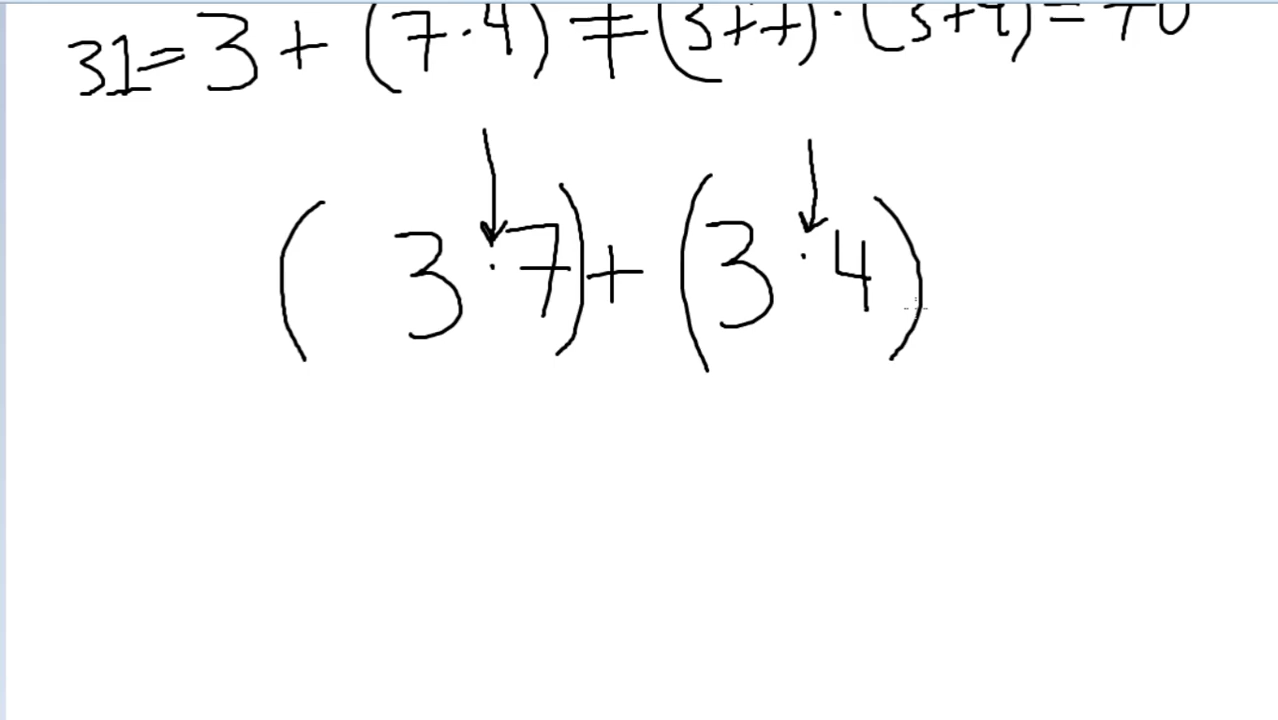 31 = 3 + (7 · 4) ≠ (3 + 7) · (3 + 4) = 70
( 3 · 7) + (3 · 4)